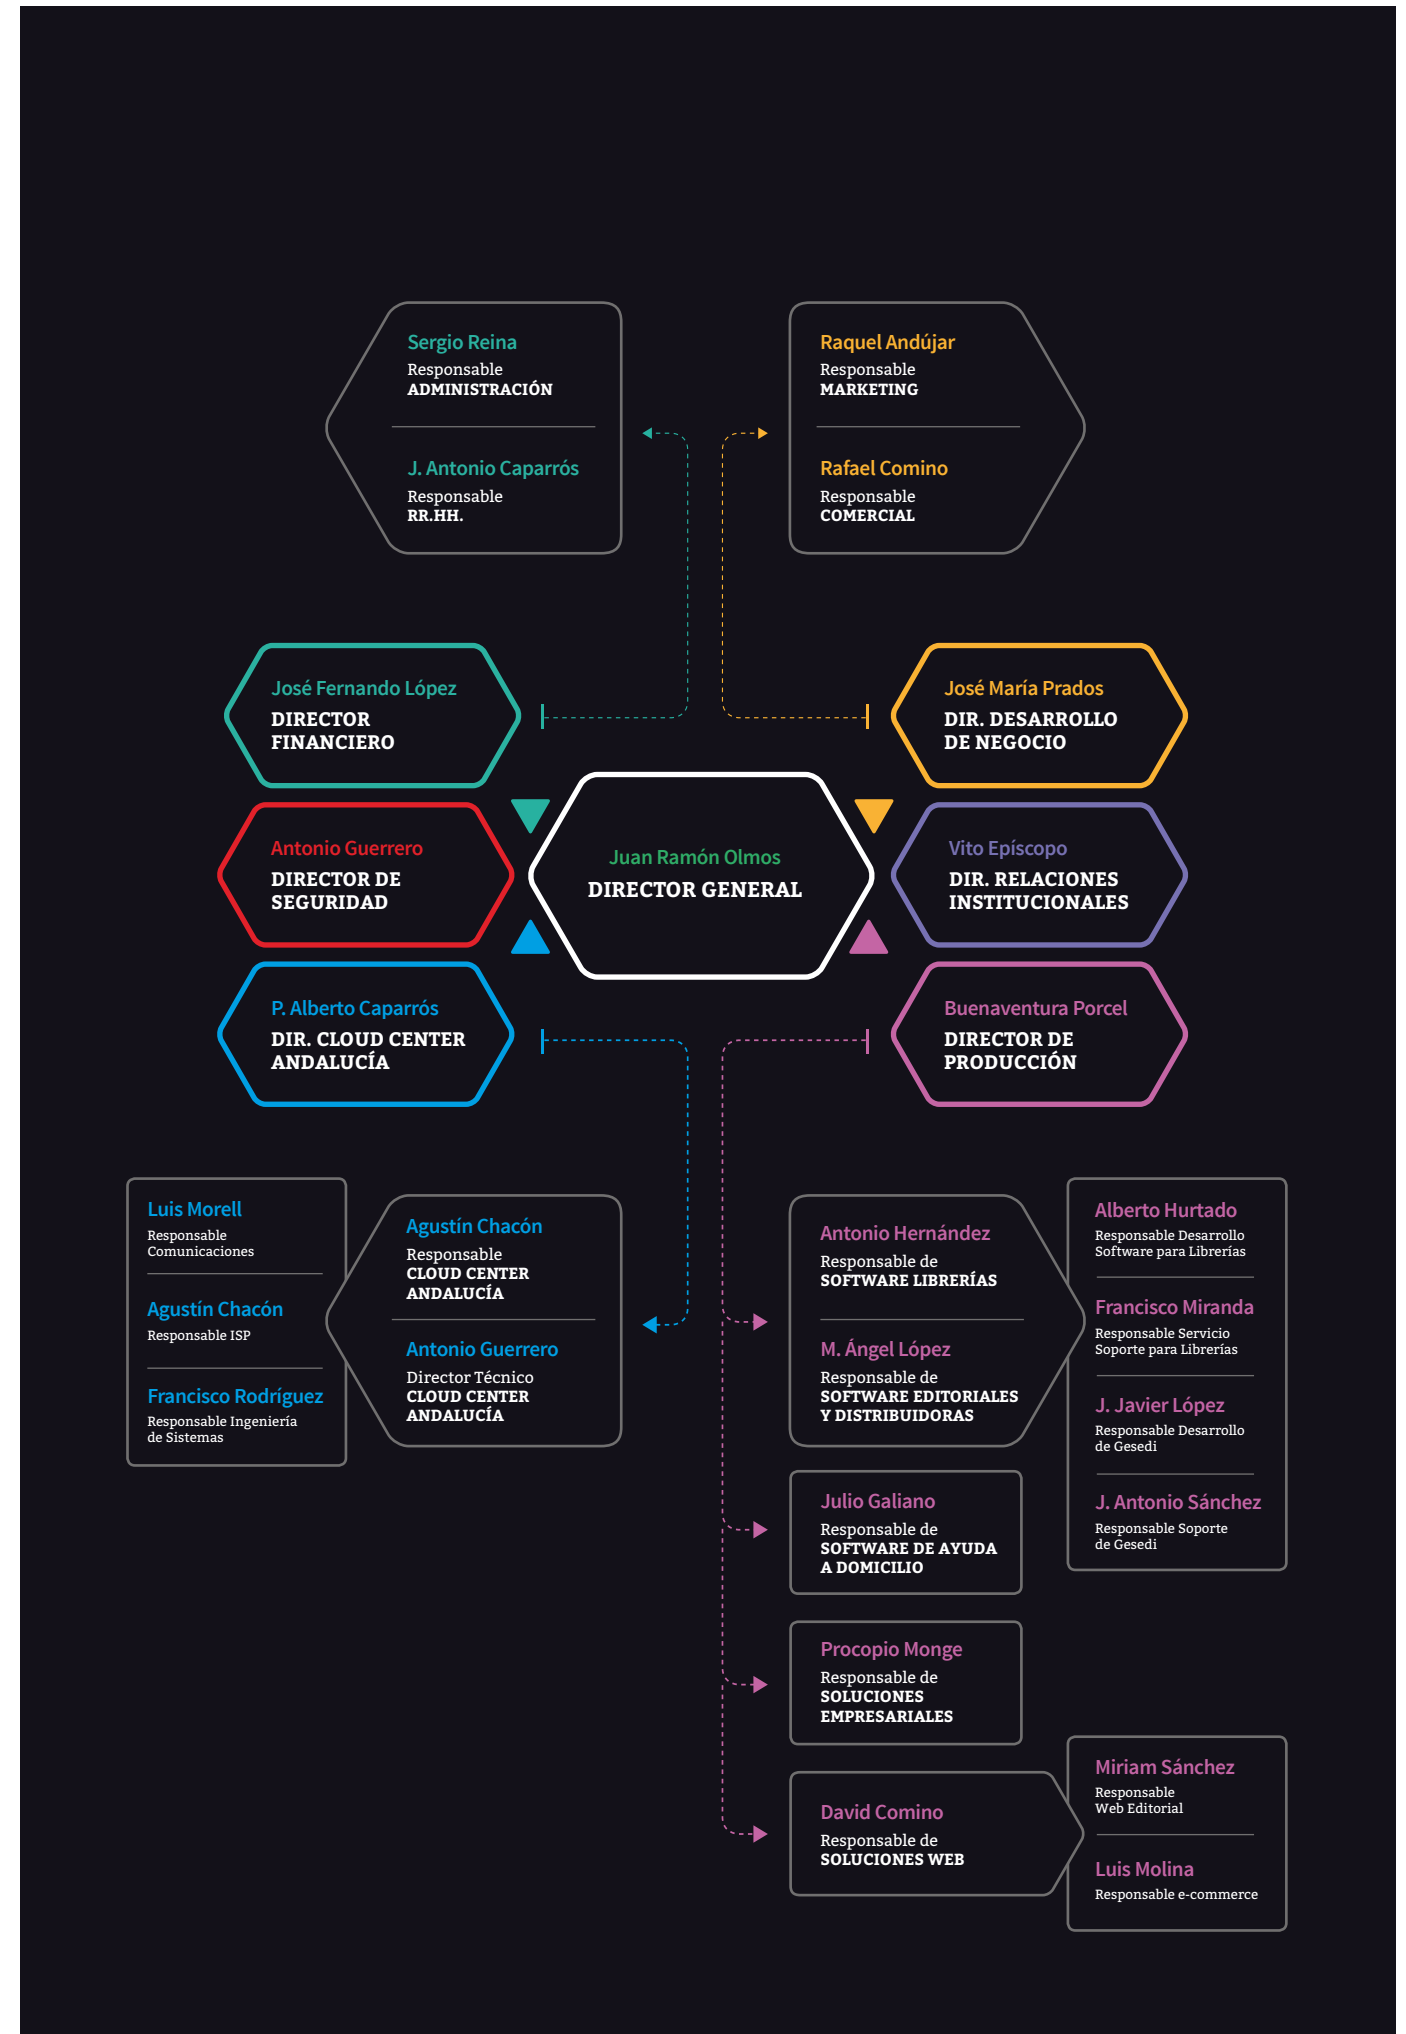 Sergio Reina
Responsable
ADMINISTRACIÓN
J. Antonio Caparrós
Responsable
RR.HH.
Raquel Andújar
Responsable
MARKETING
Rafael Comino
Responsable
COMERCIAL
José Fernando López
DIRECTOR
FINANCIERO
José María Prados
DIR. DESARROLLO
DE NEGOCIO
Antonio Guerrero
DIRECTOR DE
SEGURIDAD
Juan Ramón Olmos
DIRECTOR GENERAL
Vito Epíscopo
DIR. RELACIONES
INSTITUCIONALES
P. Alberto Caparrós
DIR. CLOUD CENTER
ANDALUCÍA
Buenaventura Porcel
DIRECTOR DE
PRODUCCIÓN
Luis Morell
Responsable
Comunicaciones
Agustín Chacón
Responsable ISP
Francisco Rodríguez
Responsable Ingeniería
de Sistemas
Agustín Chacón
Responsable
CLOUD CENTER
ANDALUCÍA
Antonio Guerrero
Director Técnico
CLOUD CENTER
ANDALUCÍA
Antonio Hernández
Responsable de
SOFTWARE LIBRERÍAS
M. Ángel López
Responsable de
SOFTWARE EDITORIALES
Y DISTRIBUIDORAS
Alberto Hurtado
Responsable Desarrollo
Software para Librerías
Francisco Miranda
Responsable Servicio
Soporte para Librerías
J. Javier López
Responsable Desarrollo
de Gesedi
J. Antonio Sánchez
Responsable Soporte
de Gesedi
Julio Galiano
Responsable de
SOFTWARE DE AYUDA
A DOMICILIO
Procopio Monge
Responsable de
SOLUCIONES
EMPRESARIALES
David Comino
Responsable de
SOLUCIONES WEB
Miriam Sánchez
Responsable
Web Editorial
Luis Molina
Responsable e-commerce